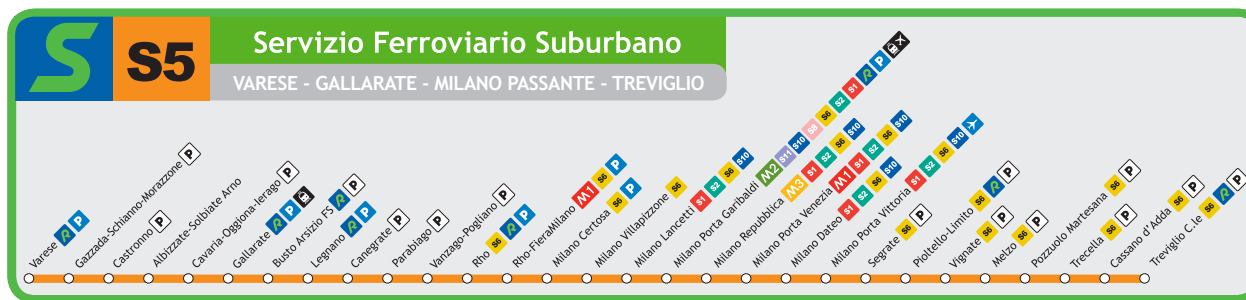 S S5 Servizio Ferroviario Suburbano
VARESE - GALLARATE - MILANO PASSANTE - TREVIGLIO
Varese R P
Gazzada-Schianno-Morazzone P
Castronno P
Albizzate-Solbiate Arno
Cavaria-Oggiona-Ierago P
Gallarate R P
Busto Arsizio FS R P
Legnano R P
Canegrate P
Parabiago P
Vanzago-Pogliano P
Rho S6 R P
Rho-FieraMilano M1 S6 P
Milano Certosa S6 P
Milano Villapizzone S6
Milano Lancetti S1 S2 S6 S10
Milano Porta Garibaldi M2 S11 S10 S8 S6 S2 S1 R P
Milano Repubblica M3 S1 S2 S6 S10
Milano Porta Venezia M1 S1 S2 S6 S10
Milano Dateo S1 S2 S6 S10
Milano Porta Vittoria S1 S2 S6 S10
Segrate S6 P
Pioltello-Limito S6 R P
Vignate S6 P
Melzo S6 P
Pozzuolo Martesana S6 P
Trecella S6 P
Cassano d'Adda S6 P
Treviglio C.le S6 R P